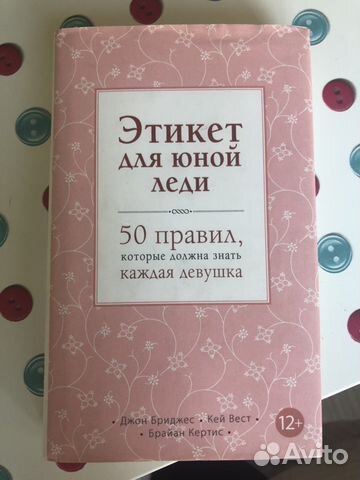 Этикет
для юной
леди
50 правил,
которые должна знать
каждая девушка
• Джон Бриджес • Кей Вест •
• Брайан Кертис •
12+
Avito